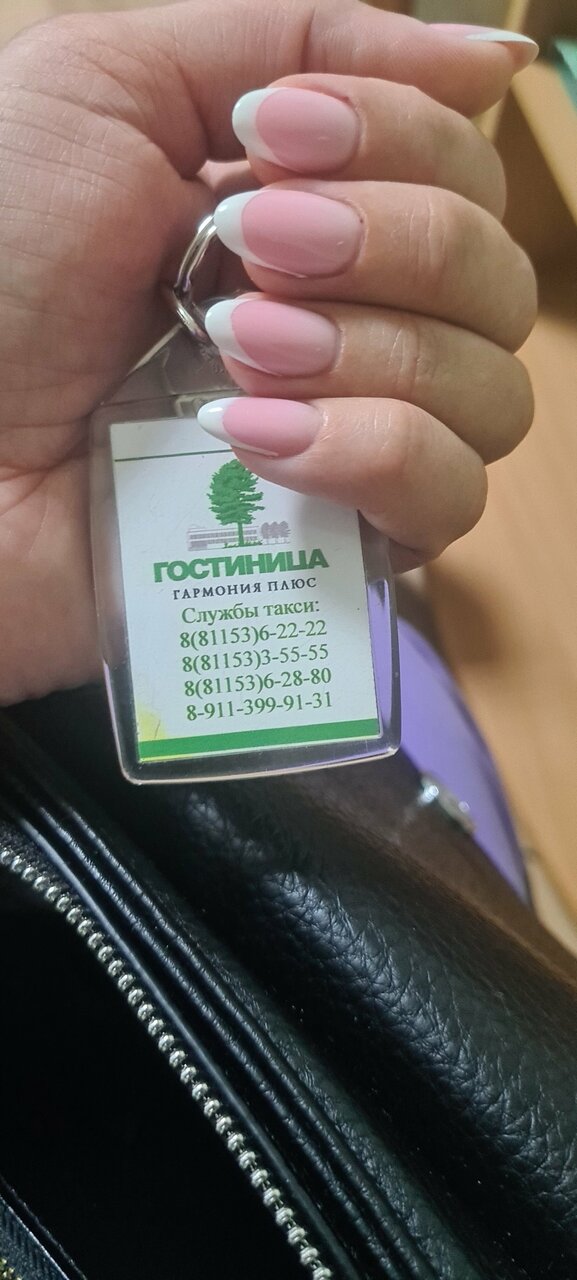 ГОСТИНИЦА
ГАРМОНИЯ ПЛЮС
Службы такси:
8(81153)6-22-22
8(81153)3-55-55
8(81153)6-28-80
8-911-399-91-31